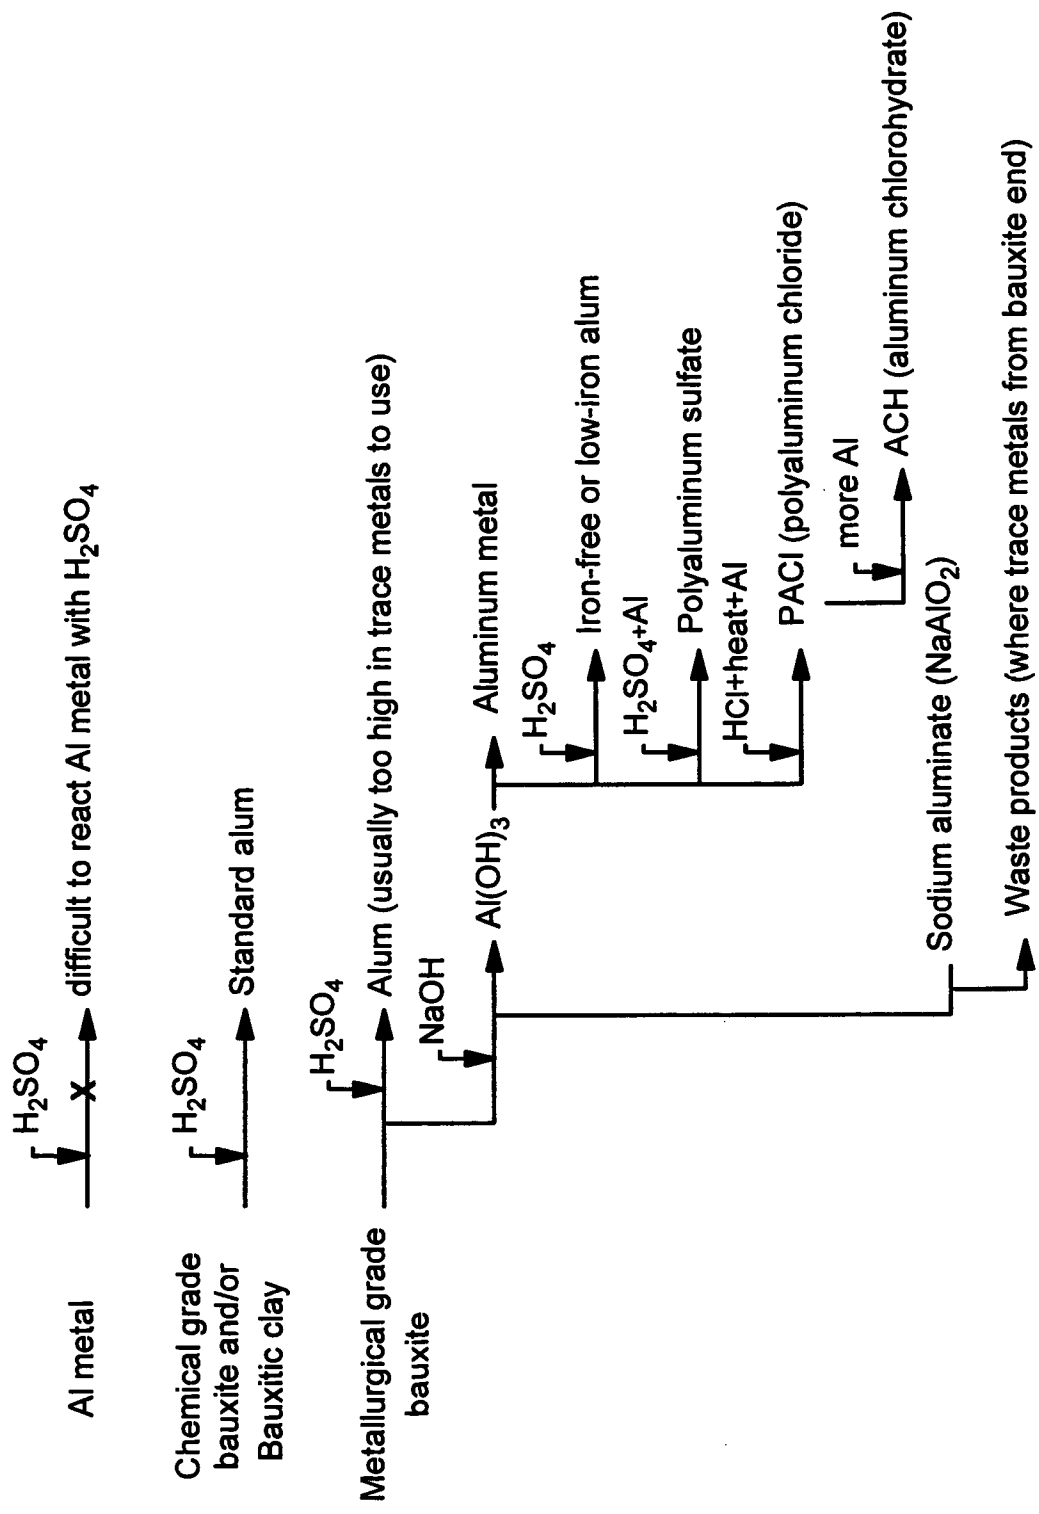 H2SO4
Al metal
X
difficult to react Al metal with H2SO4
H2SO4
Chemical grade
bauxite and/or
Bauxitic clay
Standard alum
H2SO4
Metallurgical grade
bauxite
Alum (usually too high in trace metals to use)
NaOH
Al(OH)3
Aluminum metal
H2SO4
Iron-free or low-iron alum
H2SO4+Al
Polyaluminum sulfate
HCl+heat+Al
PACl (polyaluminum chloride)
more Al
ACH (aluminum chlorohydrate)
Sodium aluminate (NaAlO2)
Waste products (where trace metals from bauxite end)